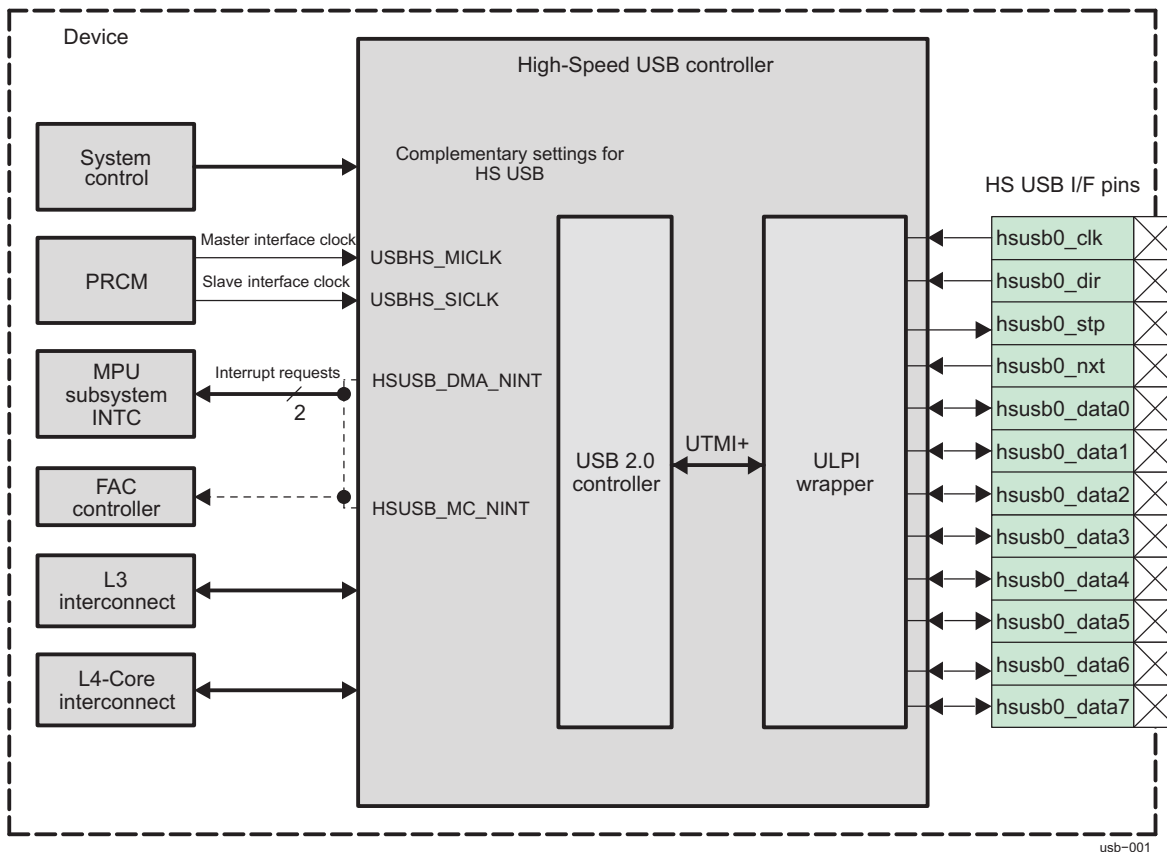 Device
High-Speed USB controller
System
control
Complementary settings for
HS USB
HS USB I/F pins
PRCM
Master interface clock
USBHS_MICLK
Slave interface clock
USBHS_SICLK
MPU
subsystem
INTC
Interrupt requests
2
HSUSB_DMA_NINT
FAC
controller
HSUSB_MC_NINT
L3
interconnect
L4-Core
interconnect
USB 2.0
controller
UTMI+
ULPI
wrapper
hsusb0_clk
hsusb0_dir
hsusb0_stp
hsusb0_nxt
hsusb0_data0
hsusb0_data1
hsusb0_data2
hsusb0_data3
hsusb0_data4
hsusb0_data5
hsusb0_data6
hsusb0_data7
usb−001